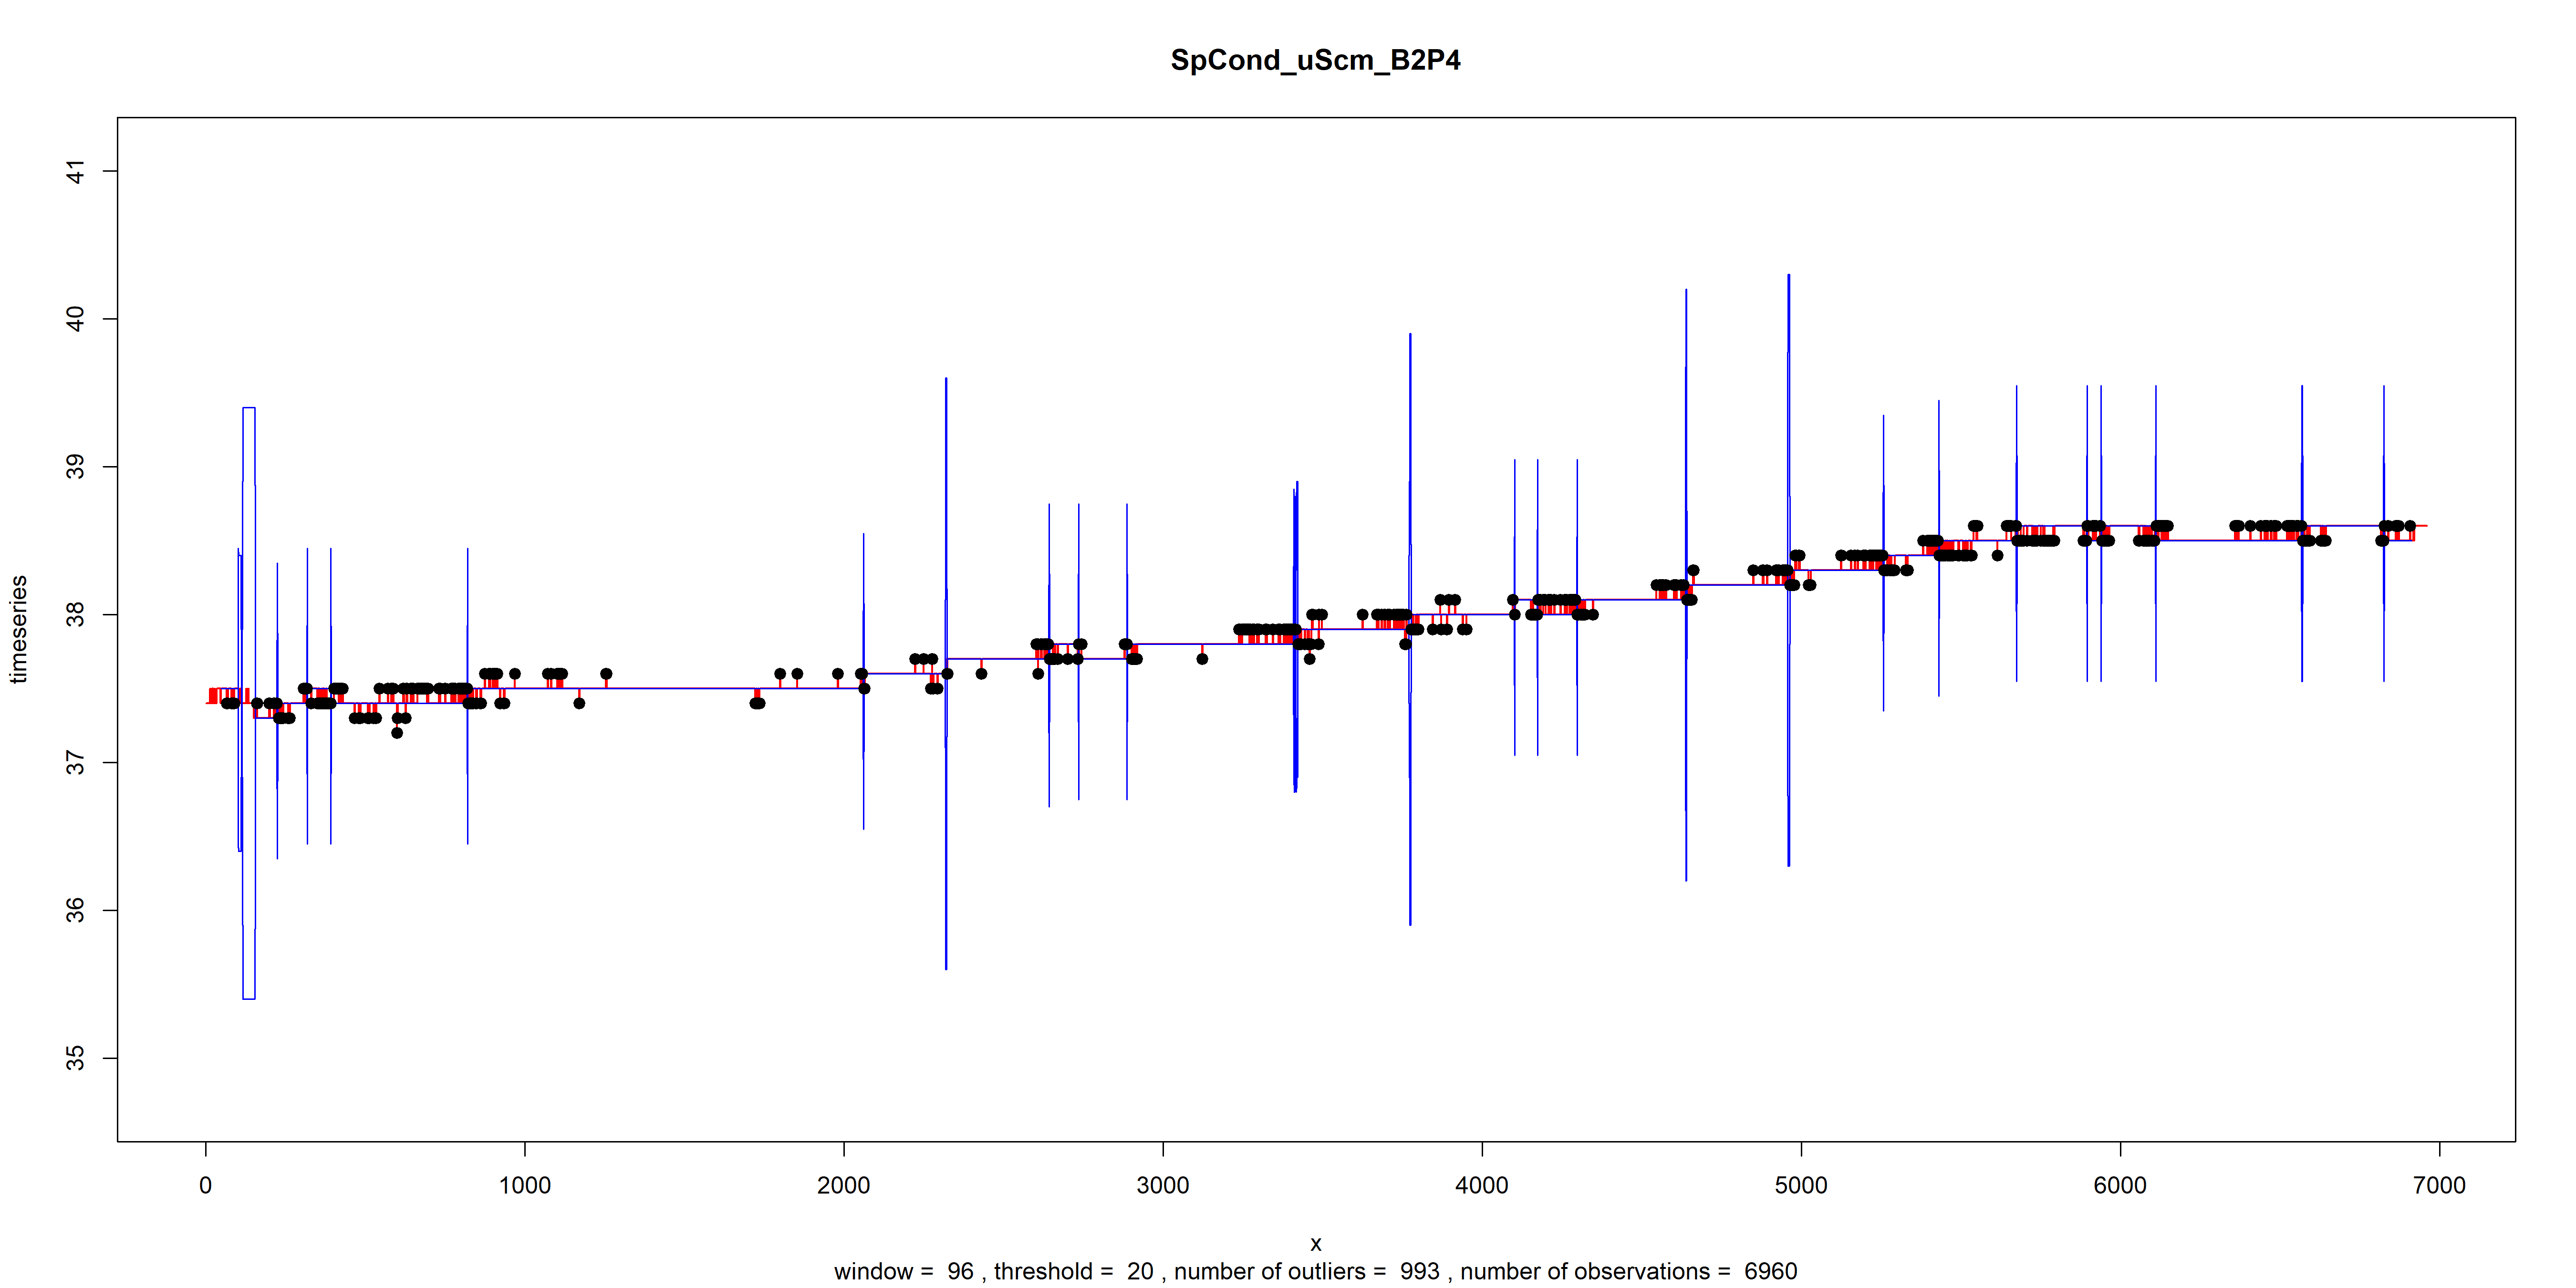 SpCond_uScm_B2P4
41
40
39
38
37
36
35
timeseries
0 1000 2000 3000 4000 5000 6000 7000
x
window = 96 , threshold = 20 , number of outliers = 993 , number of observations = 6960